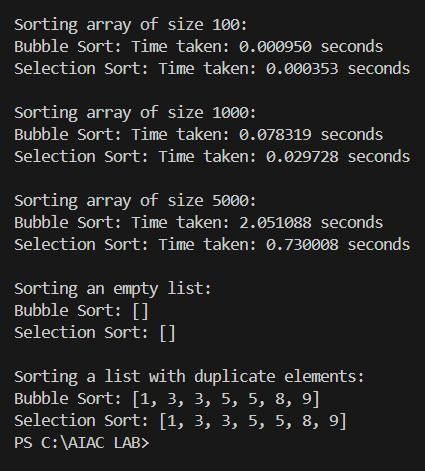 Sorting array of size 100:
Bubble Sort: Time taken: 0.000950 seconds
Selection Sort: Time taken: 0.000353 seconds
Sorting array of size 1000:
Bubble Sort: Time taken: 0.078319 seconds
Selection Sort: Time taken: 0.029728 seconds
Sorting array of size 5000:
Bubble Sort: Time taken: 2.051088 seconds
Selection Sort: Time taken: 0.730008 seconds
Sorting an empty list:
Bubble Sort: []
Selection Sort: []
Sorting a list with duplicate elements:
Bubble Sort: [1, 3, 3, 5, 5, 8, 9]
Selection Sort: [1, 3, 3, 5, 5, 8, 9]
PS C:\AIAC LAB>